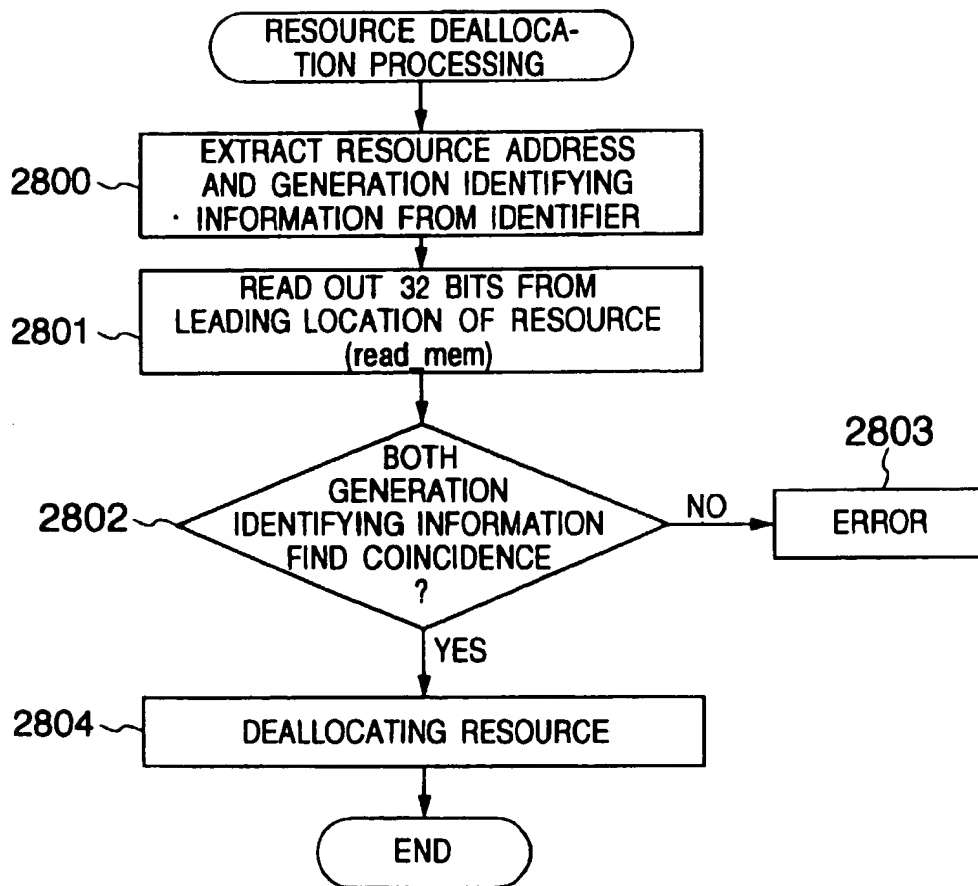 RESOURCE DEALLOCA-
TION PROCESSING
2800
EXTRACT RESOURCE ADDRESS
AND GENERATION IDENTIFYING
INFORMATION FROM IDENTIFIER
2801
READ OUT 32 BITS FROM
LEADING LOCATION OF RESOURCE
(read_mem)
2802
BOTH
GENERATION
IDENTIFYING INFORMATION
FIND COINCIDENCE
?
NO
2803
ERROR
YES
2804
DEALLOCATING RESOURCE
END